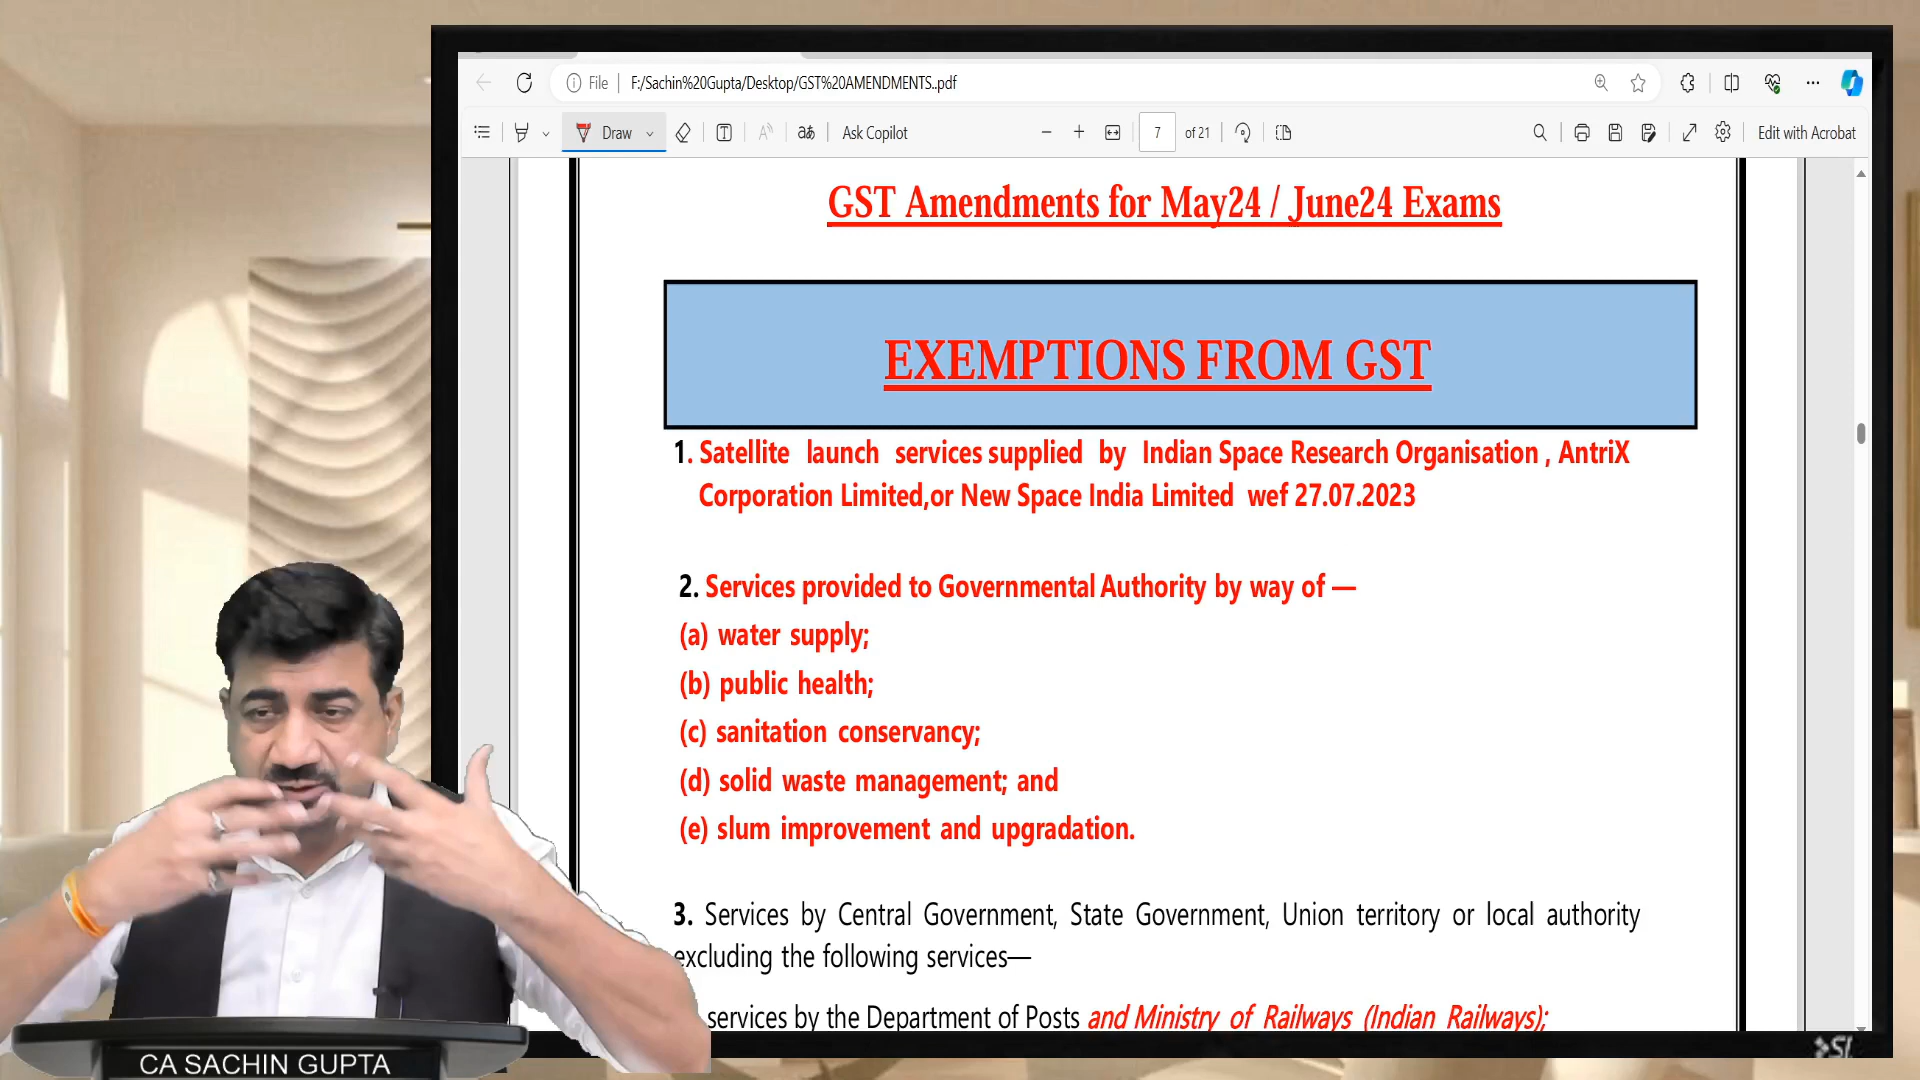 File F:/Sachin%20Gupta/Desktop/GST%20AMENDMENTS..pdf
Draw Ask Copilot 7 of 21 Edit with Acrobat
GST Amendments for May24 / June24 Exams
EXEMPTIONS FROM GST
1. Satellite launch services supplied by Indian Space Research Organisation , AntriX
Corporation Limited,or New Space India Limited wef 27.07.2023
2. Services provided to Governmental Authority by way of —
(a) water supply;
(b) public health;
(c) sanitation conservancy;
(d) solid waste management; and
(e) slum improvement and upgradation.
3. Services by Central Government, State Government, Union territory or local authority
excluding the following services—
services by the Department of Posts and Ministry of Railways (Indian Railways);
CA SACHIN GUPTA